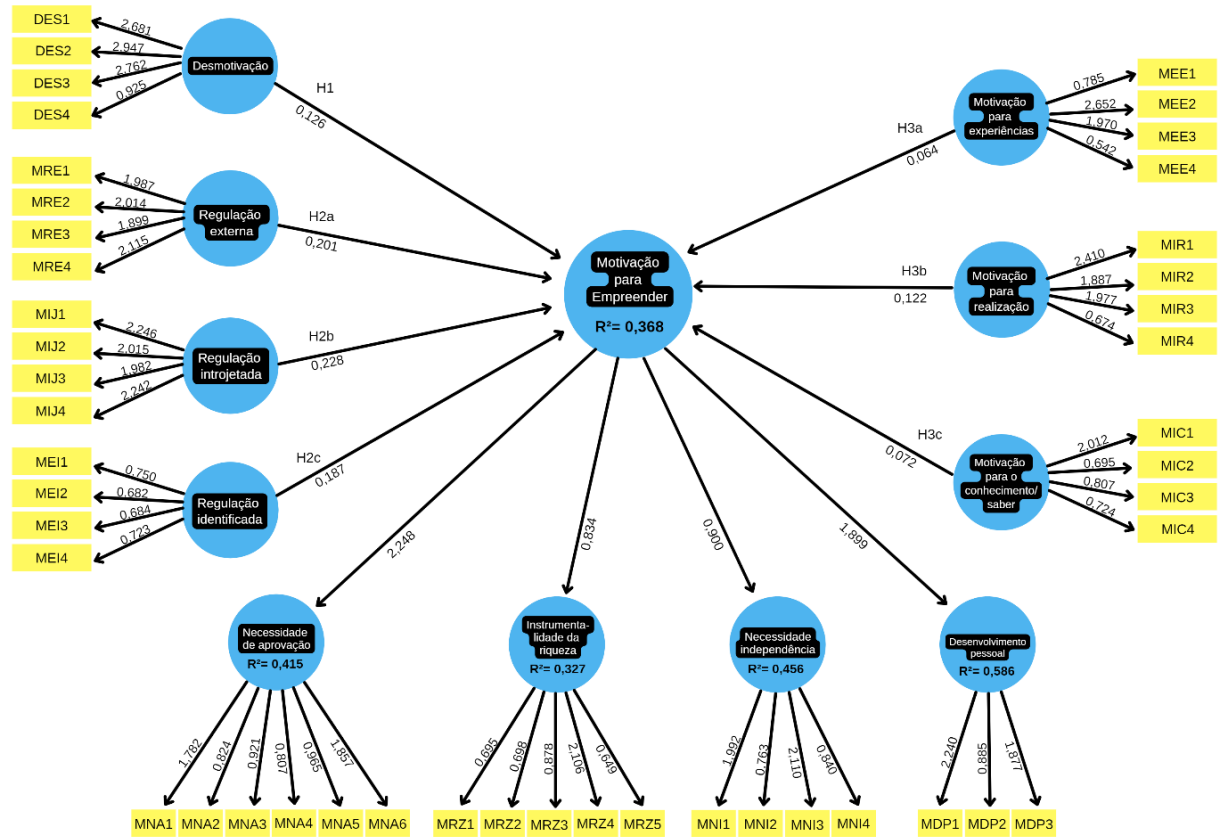 DES1
DES2
DES3
DES4
2,681
2,947
2,762
0,925
Desmotivação
H1
0,126
MRE1
MRE2
MRE3
MRE4
1,987
2,014
1,899
2,115
Regulação
externa
H2a
0,201
MIJ1
MIJ2
MIJ3
MIJ4
2,246
2,015
1,982
2,242
Regulação
introjetada
H2b
0,228
MEI1
MEI2
MEI3
MEI4
0,750
0,682
0,684
0,723
Regulação
identificada
H2c
0,187
Motivação
para
Empreender
R²= 0,368
MEE1
MEE2
MEE3
MEE4
0,785
2,652
1,970
0,542
Motivação
para
experiências
H3a
0,064
MIR1
MIR2
MIR3
MIR4
2,410
1,887
1,977
0,674
Motivação
para
realização
H3b
0,122
MIC1
MIC2
MIC3
MIC4
2,012
0,695
0,807
0,724
Motivação
para o
conhecimento/
saber
H3c
0,072
2,248
0,834
0,900
1,899
Necessidade
de aprovação
R²= 0,415
1,782
0,824
0,921
0,807
0,965
1,857
MNA1
MNA2
MNA3
MNA4
MNA5
MNA6
Instrumenta-
lidade da
riqueza
R²= 0,327
0,695
0,698
0,878
2,106
0,649
MRZ1
MRZ2
MRZ3
MRZ4
MRZ5
Necessidade
independência
R²= 0,456
1,992
0,763
2,110
0,840
MNI1
MNI2
MNI3
MNI4
Desenvolvimento
pessoal
R²= 0,586
2,240
0,885
1,877
MDP1
MDP2
MDP3